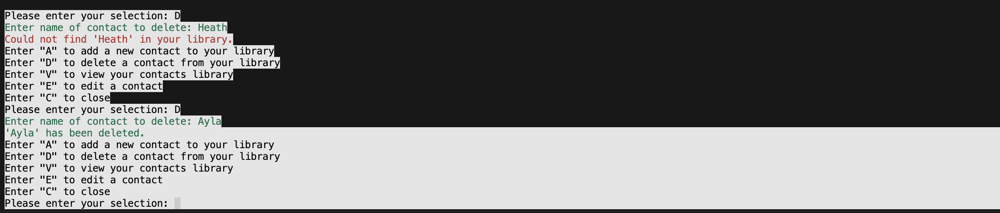 Please enter your selection: D
Enter name of contact to delete: Heath
Could not find 'Heath' in your library.
Enter "A" to add a new contact to your library
Enter "D" to delete a contact from your library
Enter "V" to view your contacts library
Enter "E" to edit a contact
Enter "C" to close
Please enter your selection: D
Enter name of contact to delete: Ayla
'Ayla' has been deleted.
Enter "A" to add a new contact to your library
Enter "D" to delete a contact from your library
Enter "V" to view your contacts library
Enter "E" to edit a contact
Enter "C" to close
Please enter your selection: